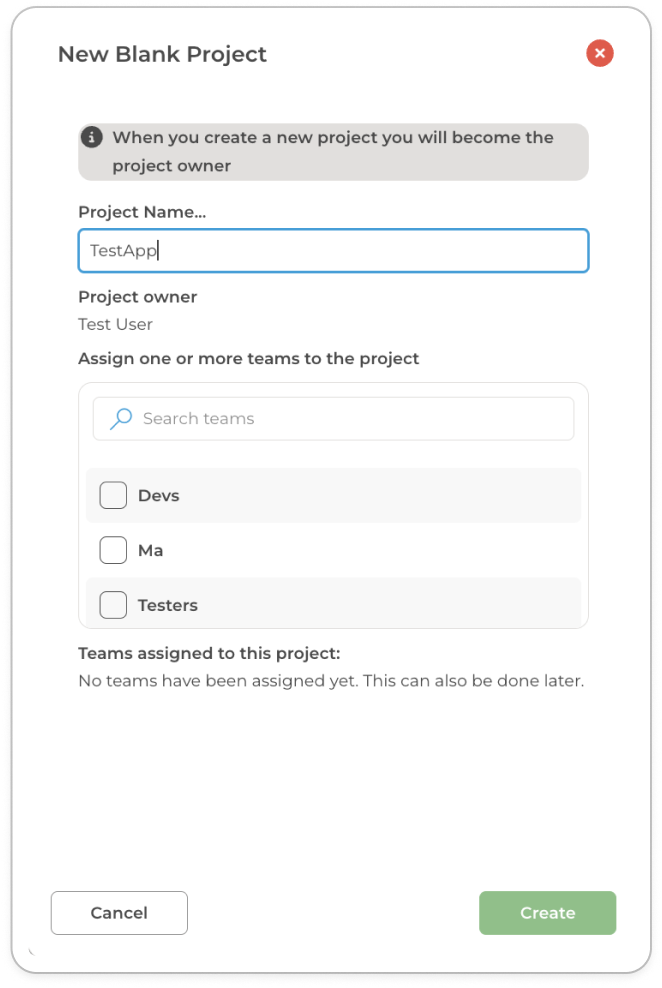 New Blank Project
When you create a new project you will become the
project owner
Project Name...
TestApp
Project owner
Test User
Assign one or more teams to the project
Search teams
Devs
Ma
Testers
Teams assigned to this project:
No teams have been assigned yet. This can also be done later.
Cancel
Create